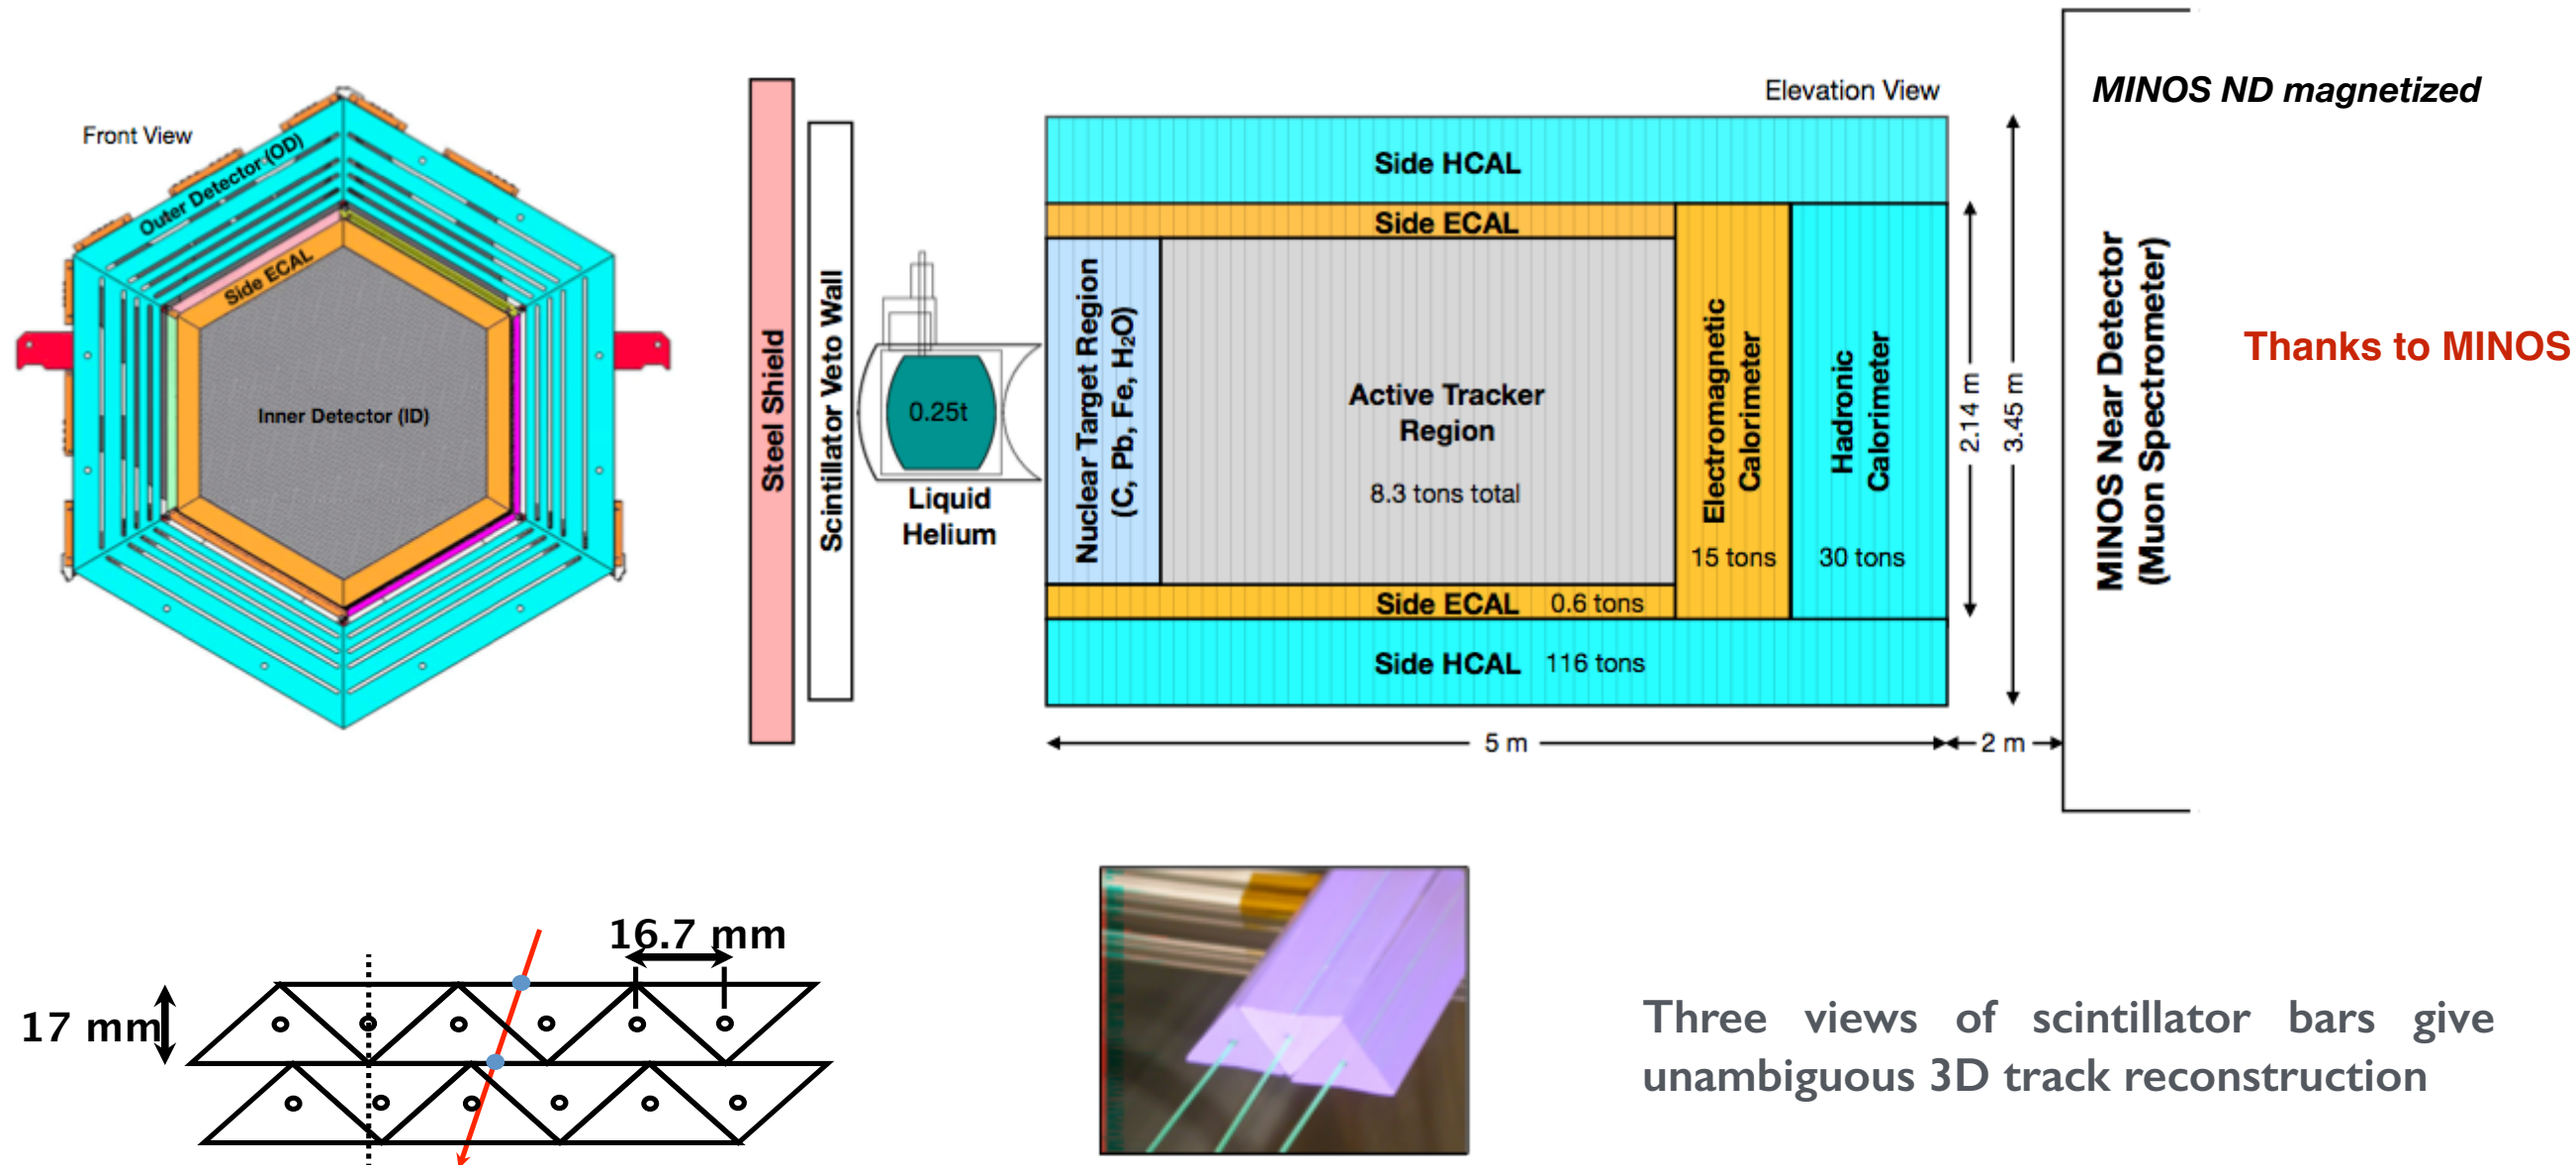 Elevation View
MINOS ND magnetized
Front View
Outer Detector (OD)
Side ECAL
Inner Detector (ID)
Steel Shield
Scintillator Veto Wall
0.25t
Liquid
Helium
Side HCAL
Side ECAL
Nuclear Target Region
(C, Pb, Fe, H₂O)
Active Tracker
Region
8.3 tons total
Electromagnetic
Calorimeter
15 tons
Hadronic
Calorimeter
30 tons
Side ECAL 0.6 tons
Side HCAL 116 tons
2.14 m
3.45 m
5 m
2 m
MINOS Near Detector
(Muon Spectrometer)
Thanks to MINOS
16.7 mm
17 mm
Three views of scintillator bars give
unambiguous 3D track reconstruction